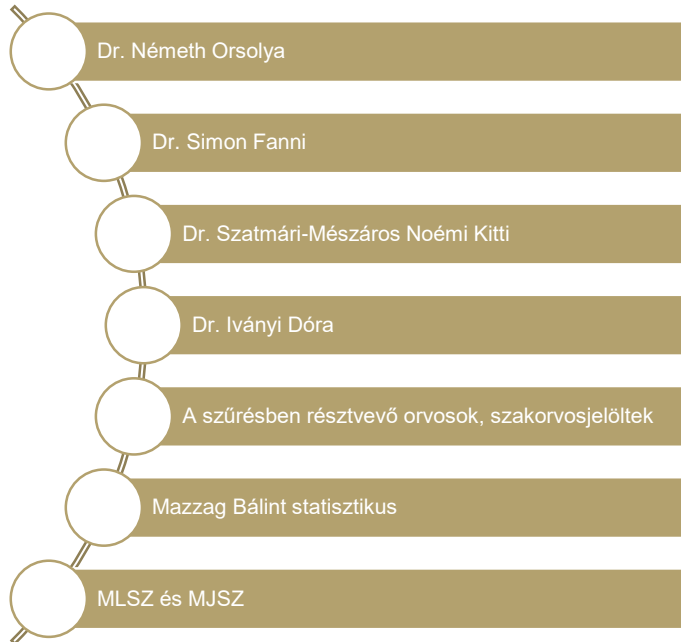 Dr. Németh Orsolya
Dr. Simon Fanni
Dr. Szatmári-Mészáros Noémi Kitti
Dr. Iványi Dóra
A szűrésben résztvevő orvosok, szakorvosjelöltek
Mazzag Bálint statisztikus
MLSZ és MJSZ